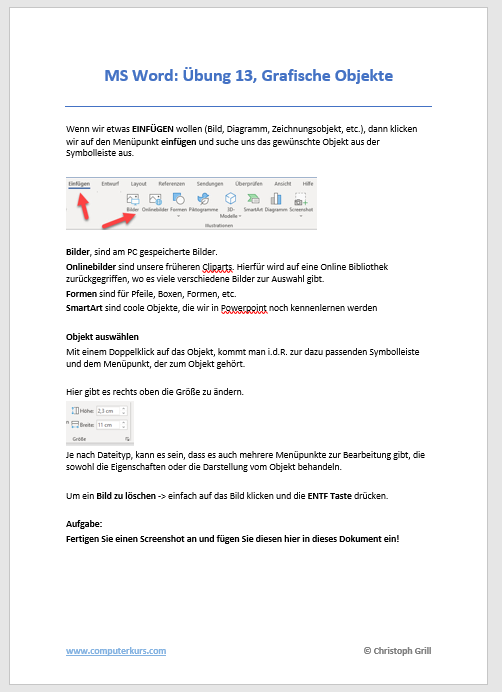 MS Word: Übung 13, Grafische Objekte
Wenn wir etwas EINFÜGEN wollen (Bild, Diagramm, Zeichnungsobjekt, etc.), dann klicken
wir auf den Menüpunkt einfügen und suche uns das gewünschte Objekt aus der
Symbolleiste aus.
Einfügen Entwurf Layout Referenzen Sendungen Überprüfen Ansicht Hilfe
Bilder Onlinebilder Formen Piktogramme 3D- SmartArt Diagramm Screenshot
Modelle
Illustrationen
Bilder, sind am PC gespeicherte Bilder.
Onlinebilder sind unsere früheren Cliparts. Hierfür wird auf eine Online Bibliothek
zurückgegriffen, wo es viele verschiedene Bilder zur Auswahl gibt.
Formen sind für Pfeile, Boxen, Formen, etc.
SmartArt sind coole Objekte, die wir in Powerpoint noch kennenlernen werden
Objekt auswählen
Mit einem Doppelklick auf das Objekt, kommt man i.d.R. zur dazu passenden Symbolleiste
und dem Menüpunkt, der zum Objekt gehört.
Hier gibt es rechts oben die Größe zu ändern.
Höhe: 2,3 cm
Breite: 11 cm
Größe
Je nach Dateityp, kann es sein, dass es auch mehrere Menüpunkte zur Bearbeitung gibt, die
sowohl die Eigenschaften oder die Darstellung vom Objekt behandeln.
Um ein Bild zu löschen -> einfach auf das Bild klicken und die ENTF Taste drücken.
Aufgabe:
Fertigen Sie einen Screenshot an und fügen Sie diesen hier in dieses Dokument ein!
www.computerkurs.com © Christoph Grill